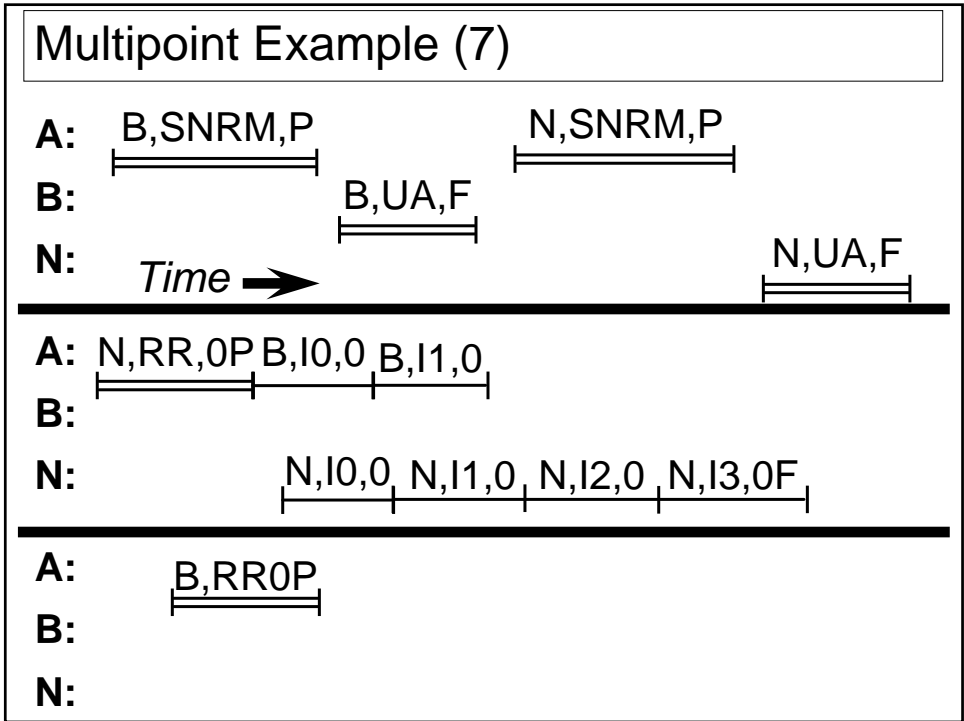 Multipoint Example (7)
A: B,SNRM,P N,SNRM,P
B: B,UA,F
N: N,UA,F
Time
A: N,RR,0P B,I0,0 B,I1,0
B:
N: N,I0,0 N,I1,0 N,I2,0 N,I3,0F
A: B,RR0P
B:
N: